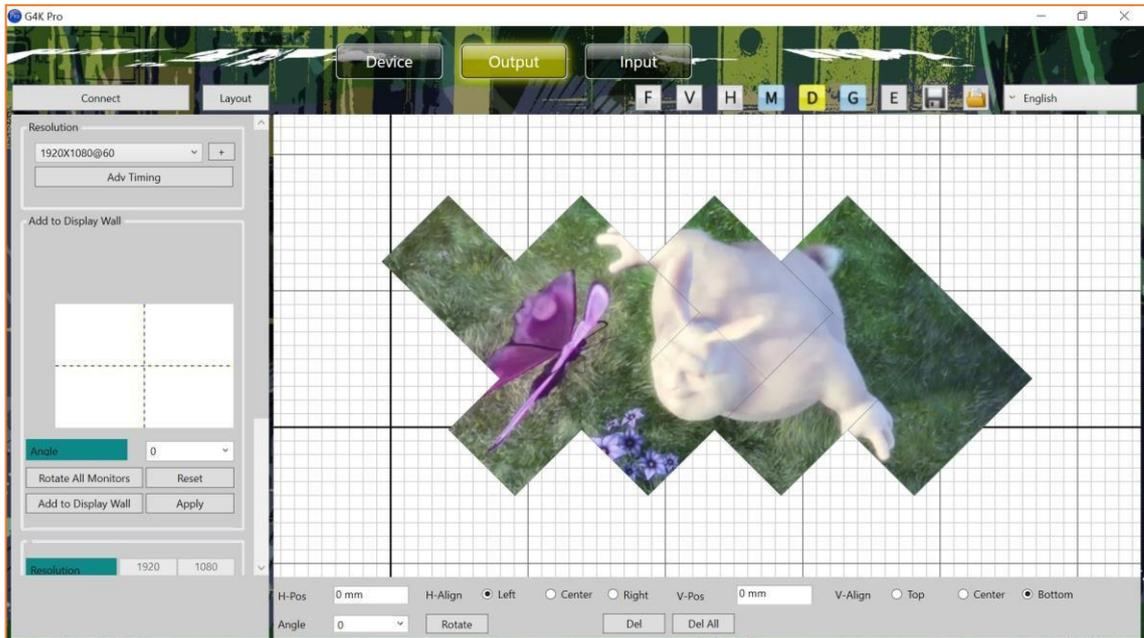 Pro G4K Pro
Device Output Input
Connect Layout F V H M D G E English
Resolution
1920X1080@60 +
Adv Timing
Add to Display Wall
Angle 0
Rotate All Monitors Reset
Add to Display Wall Apply
Resolution 1920 1080
H-Pos 0 mm H-Align Left Center Right V-Pos 0 mm V-Align Top Center Bottom
Angle 0 Rotate Del Del All